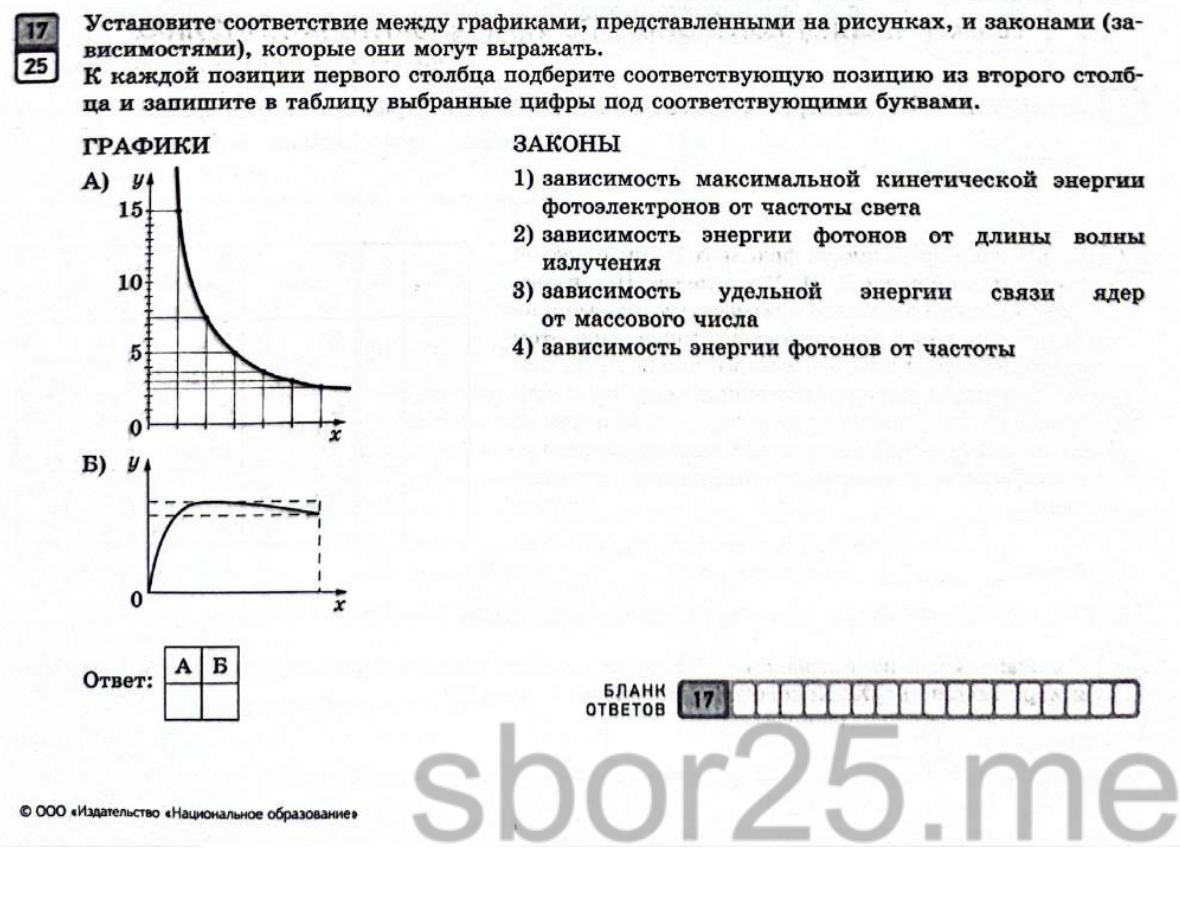 17
25
Установите соответствие между графиками, представленными на рисунках, и законами (за-
висимостями), которые они могут выражать.
К каждой позиции первого столбца подберите соответствующую позицию из второго столб-
ца и запишите в таблицу выбранные цифры под соответствующими буквами.
ГРАФИКИ
А) y
15
10
5
0
x
Б) y
0
x
ЗАКОНЫ
1) зависимость максимальной кинетической энергии
фотоэлектронов от частоты света
2) зависимость энергии фотонов от длины волны
излучения
3) зависимость удельной энергии связи ядер
от массового числа
4) зависимость энергии фотонов от частоты
Ответ:
А Б
БЛАНК
ОТВЕТОВ
17
sbor25.me
© ООО «Издательство «Национальное образование»